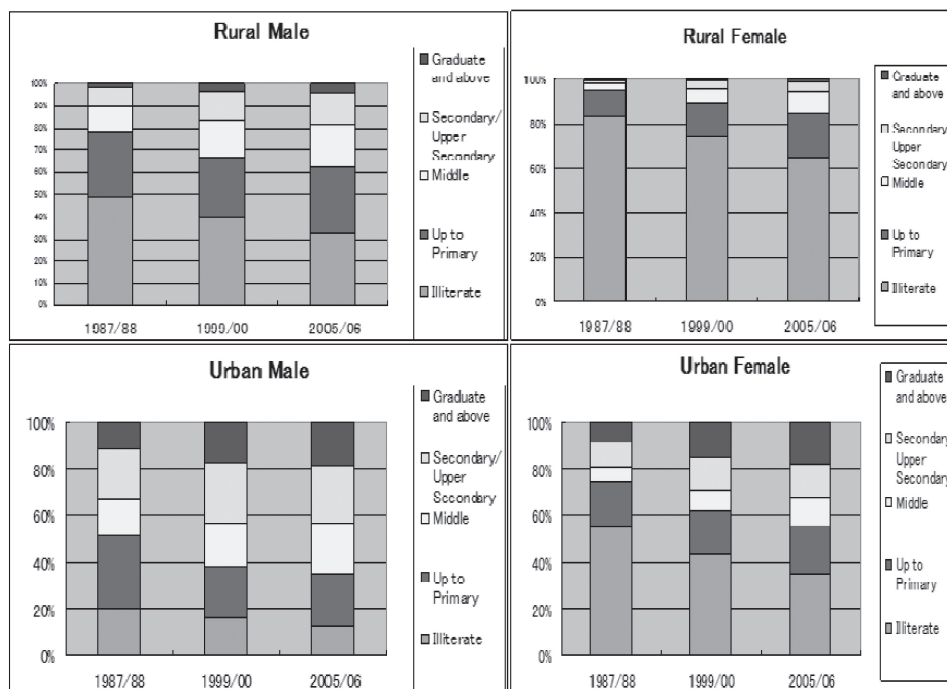 Rural Male
Graduate
and above
Secondary/
Upper
Secondary
Middle
Up to
Primary
Illiterate
100%
90%
80%
70%
60%
50%
40%
30%
20%
10%
0%
1987/88
1999/00
2005/06
Rural Female
Graduate
and above
Secondary
Upper
Secondary
Middle
Up to
Primary
Illiterate
100%
80%
60%
40%
20%
0%
1987/88
1999/00
2005/06
Urban Male
Graduate
and above
Secondary/
Upper
Secondary
Middle
Up to
Primary
Illiterate
100%
80%
60%
40%
20%
0%
1987/88
1999/00
2005/06
Urban Female
Graduate
and above
Secondary
Upper
Secondary
Middle
Up to
Primary
Illiterate
100%
80%
60%
40%
20%
0%
1987/88
1999/00
2005/06